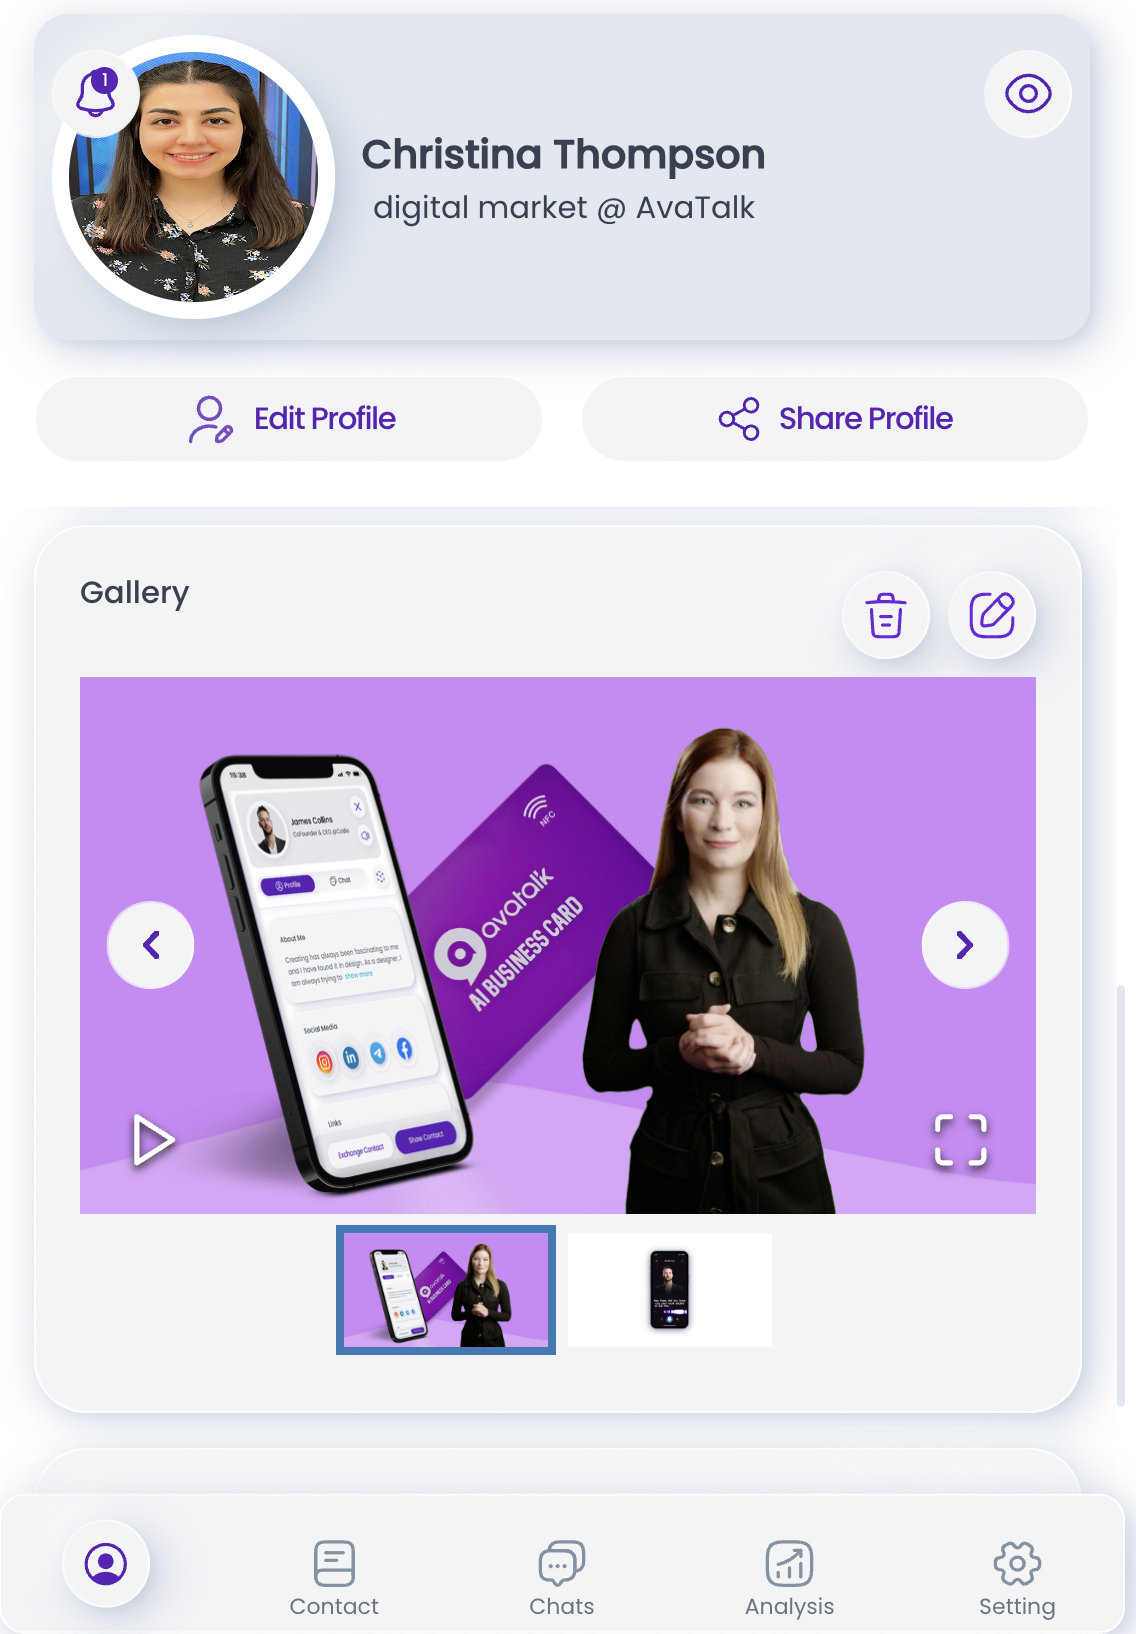 1
Christina Thompson
digital market @ AvaTalk
Edit Profile
Share Profile
Gallery
15:38
James Collins
CoFounder & CEO @Codie
X
Profile
Chat
About Me
Creating has always been fascinating to me
and I have found it in design. As a designer, I
am always trying to show more
Social Media
in
Links
Exchange Contact
Show Contact
NFC
avatalk
AI BUSINESS CARD
Contact
Chats
Analysis
Setting